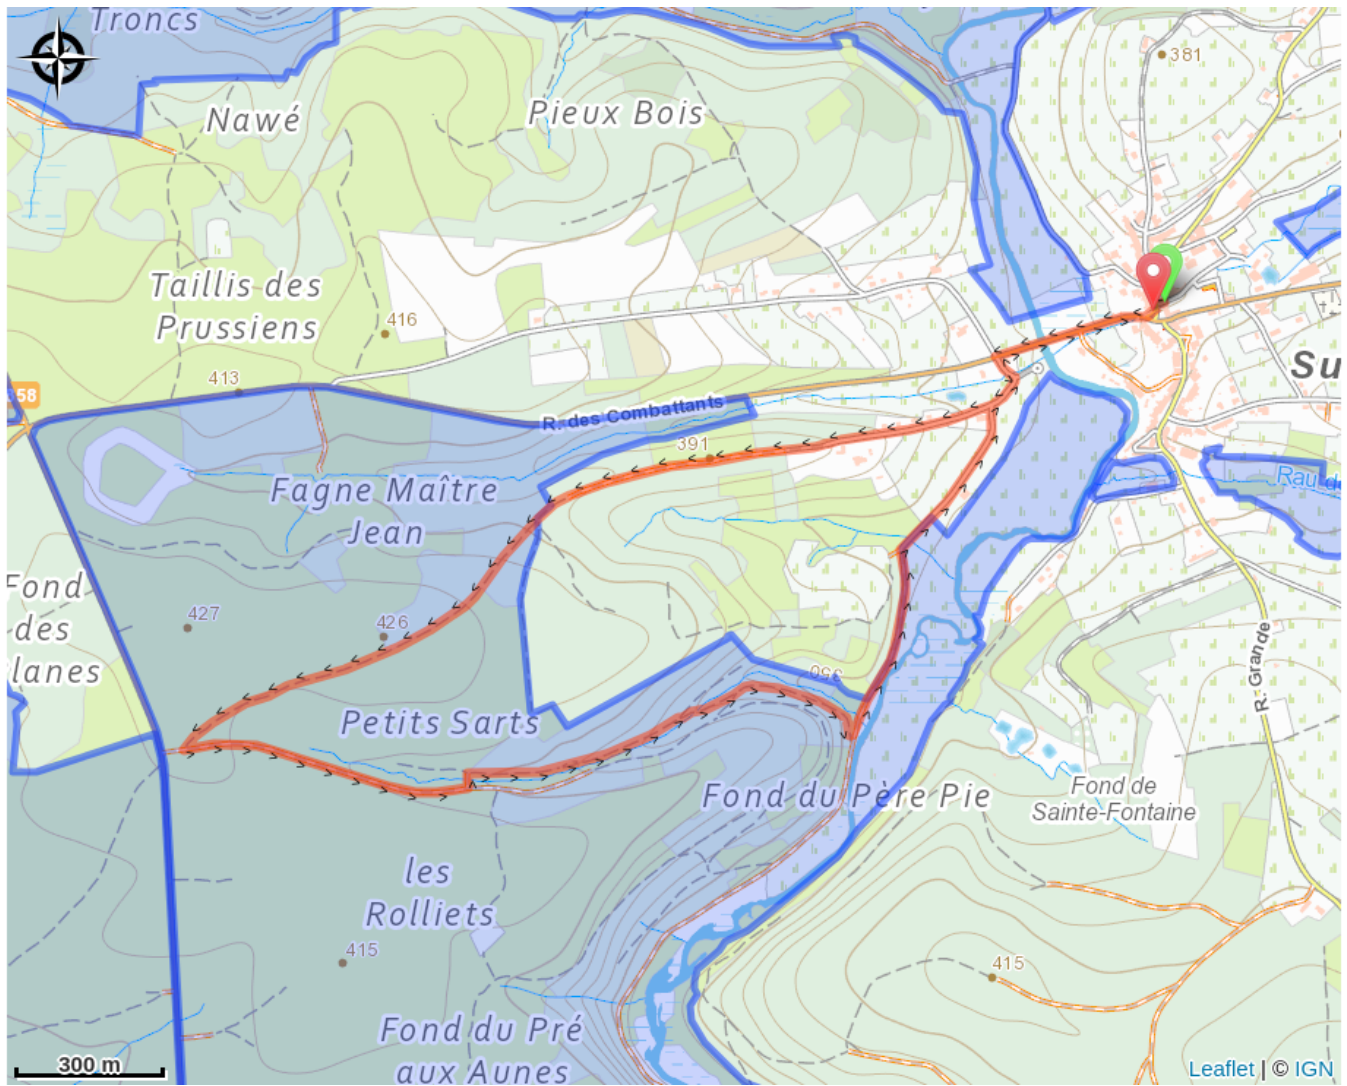 Troncs
381
Nawé
Pieux Bois
Taillis des
Prussiens
416
413
58
Su
R. des Combattants
391
Fagne Maître
Jean
Rau d
Fond
des
lanes
427
426
350
R. Grande
Petits Sarts
Fond du Père Pie
Fond de
Sainte-Fontaine
les
Rolliets
415
415
Fond du Pré
aux Aunes
300 m
Leaflet | © IGN